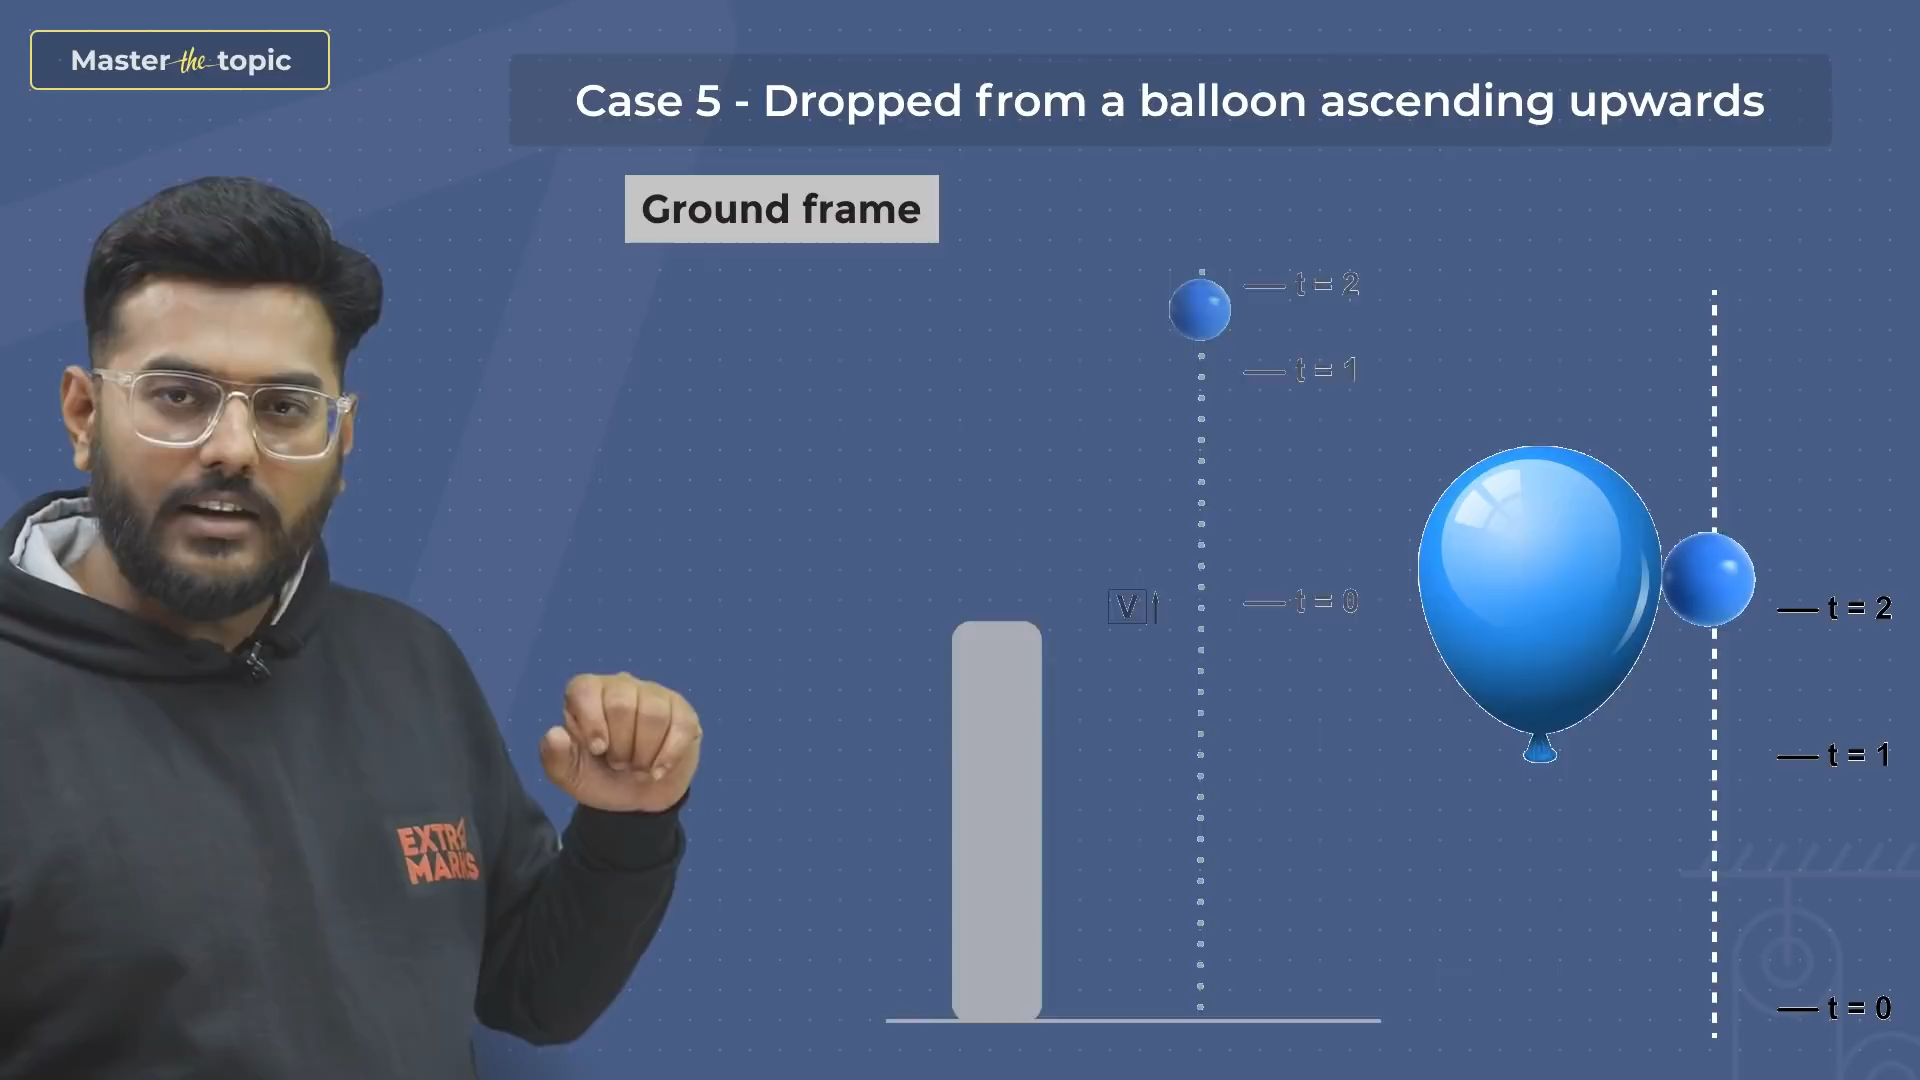 Master the topic
Case 5 - Dropped from a balloon ascending upwards
Ground frame
t = 2
t = 1
V
t = 0
t = 2
t = 1
t = 0
EXTRA
MARKS